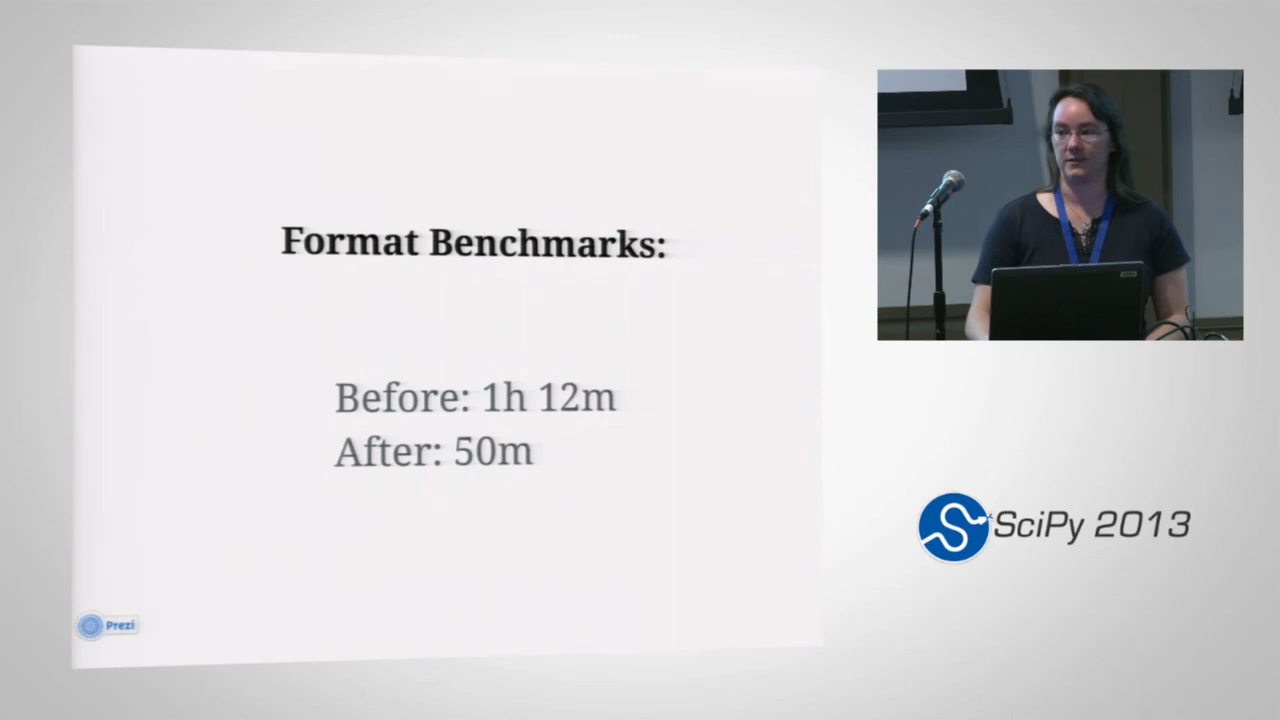 Format Benchmarks:
Before: 1h 12m
After: 50m
Prezi
SciPy 2013